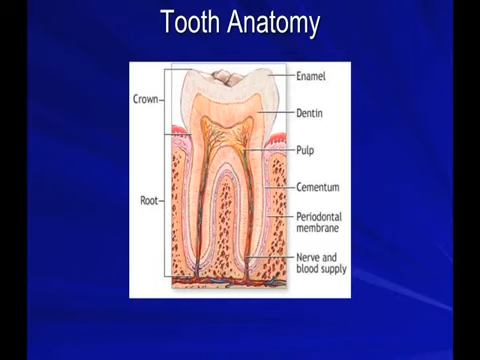 Tooth Anatomy
Enamel
Crown
Dentin
Pulp
Cementum
Root
Periodontal
membrane
Nerve and
blood supply